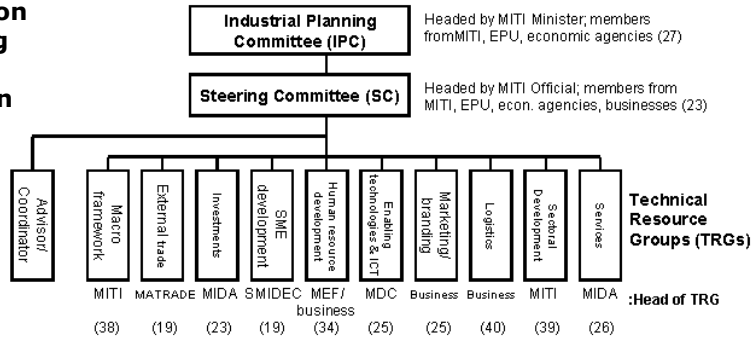 on
g
n
Industrial Planning
Committee (IPC)
Headed by MITI Minister; members
fromMITI, EPU, economic agencies (27)
Steering Committee (SC)
Headed by MITI Official; members from
MITI, EPU, econ. agencies, businesses (23)
Advisor/
Coordinator
Macro
framework
External trade
Investments
SME
development
Human resource
development
Enabling
technologies & ICT
Marketing/
branding
Logistics
Sectoral
Development
Services
Technical
Resource
Groups (TRGs)
MITI MATRADE MIDA SMIDEC MEF/ MDC Business Business MITI MIDA :Head of TRG
business
(38) (19) (23) (19) (34) (25) (25) (40) (39) (26)